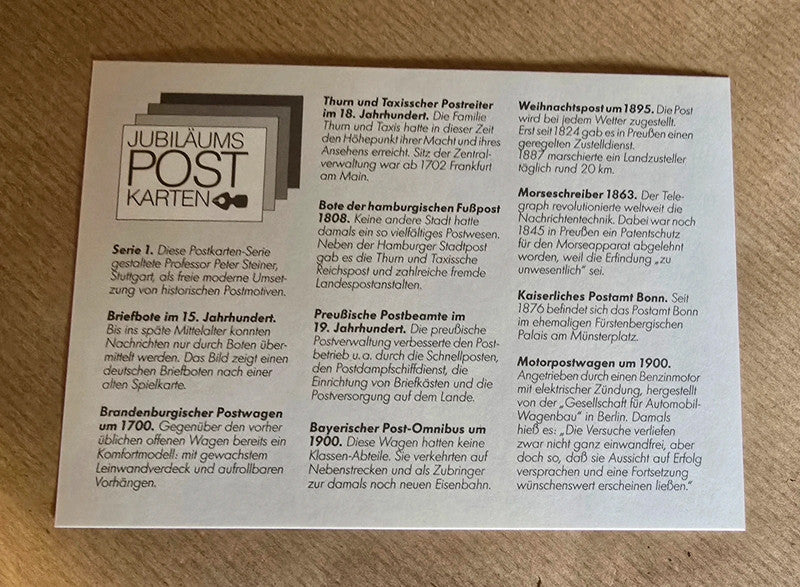 JUBILÄUMS
POST
KARTEN
Serie 1. Diese Postkarten-Serie
gestaltete Professor Peter Steiner,
Stuttgart, als freie moderne Umset-
zung von historischen Postmotiven.
Briefbote im 15. Jahrhundert.
Bis ins späte Mittelalter konnten
Nachrichten nur durch Boten über-
mittelt werden. Das Bild zeigt einen
deutschen Briefboten nach einer
alten Spielkarte.
Brandenburgischer Postwagen
um 1700. Gegenüber den vorher
üblichen offenen Wagen bereits ein
Komfortmodell: mit gewachstem
Leinwandverdeck und aufrollbaren
Vorhängen.
Thurn und Taxisscher Postreiter
im 18. Jahrhundert. Die Familie
Thurn und Taxis hatte in dieser Zeit
den Höhepunkt ihrer Macht und ihres
Ansehens erreicht. Sitz der Zentral-
verwaltung war ab 1702 Frankfurt
am Main.
Bote der hamburgischen Fußpost
1808. Keine andere Stadt hatte
damals ein so vielfältiges Postwesen.
Neben der Hamburger Stadtpost
gab es die Thurn und Taxissche
Reichspost und zahlreiche fremde
Landespostanstalten.
Preußische Postbeamte im
19. Jahrhundert. Die preußische
Postverwaltung verbesserte den Post-
betrieb u. a. durch die Schnellposten,
den Postdampfschiffdienst, die
Einrichtung von Briefkästen und die
Postversorgung auf dem Lande.
Bayerischer Post-Omnibus um
1900. Diese Wagen hatten keine
Klassen-Abteile. Sie verkehrten auf
Nebenstrecken und als Zubringer
zur damals noch neuen Eisenbahn.
Weihnachtspost um 1895. Die Post
wird bei jedem Wetter zugestellt.
Erst seit 1824 gab es in Preußen einen
geregelten Zustelldienst.
1887 marschierte ein Landzusteller
täglich rund 20 km.
Morseschreiber 1863. Der Tele-
graph revolutionierte weltweit die
Nachrichtentechnik. Dabei war noch
1845 in Preußen ein Patentschutz
für den Morseapparat abgelehnt
worden, weil die Erfindung „zu
unwesentlich“ sei.
Kaiserliches Postamt Bonn. Seit
1876 befindet sich das Postamt Bonn
im ehemaligen Fürstenbergischen
Palais am Münsterplatz.
Motorpostwagen um 1900.
Angetrieben durch einen Benzinmotor
mit elektrischer Zündung, hergestellt
von der „Gesellschaft für Automobil-
Wagenbau“ in Berlin. Damals
hieß es: „Die Versuche verliefen
zwar nicht ganz einwandfrei, aber
doch so, daß sie Aussicht auf Erfolg
versprachen und eine Fortsetzung
wünschenswert erscheinen ließen.“